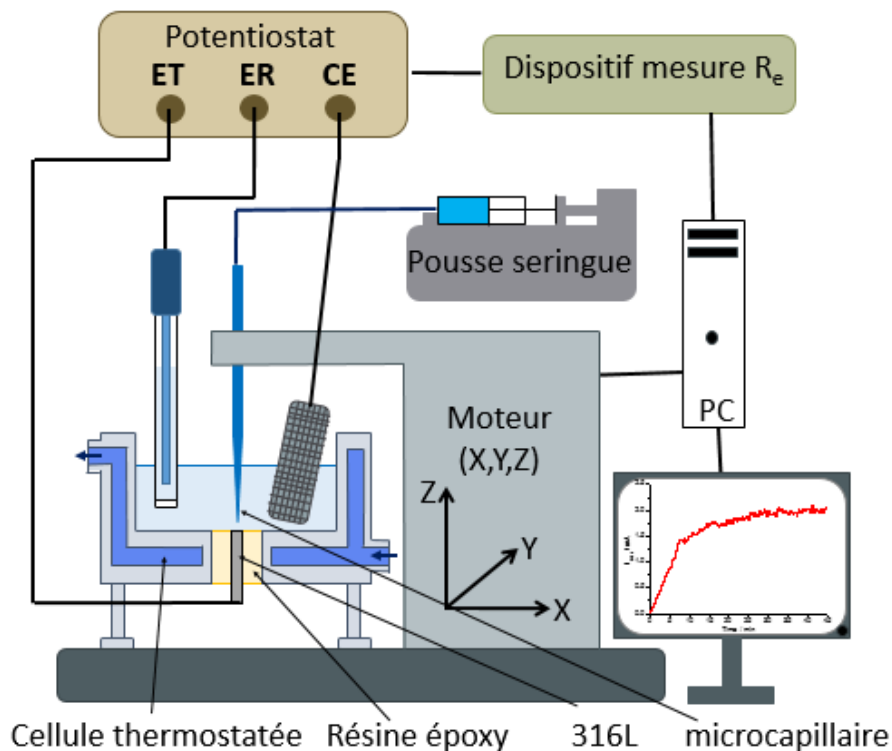 Potentiostat
ET ER CE
Dispositif mesure Re
Pousse seringue
PC
Moteur
(X,Y,Z)
Z
Y
X
Cellule thermostatée Résine époxy 316L microcapillaire